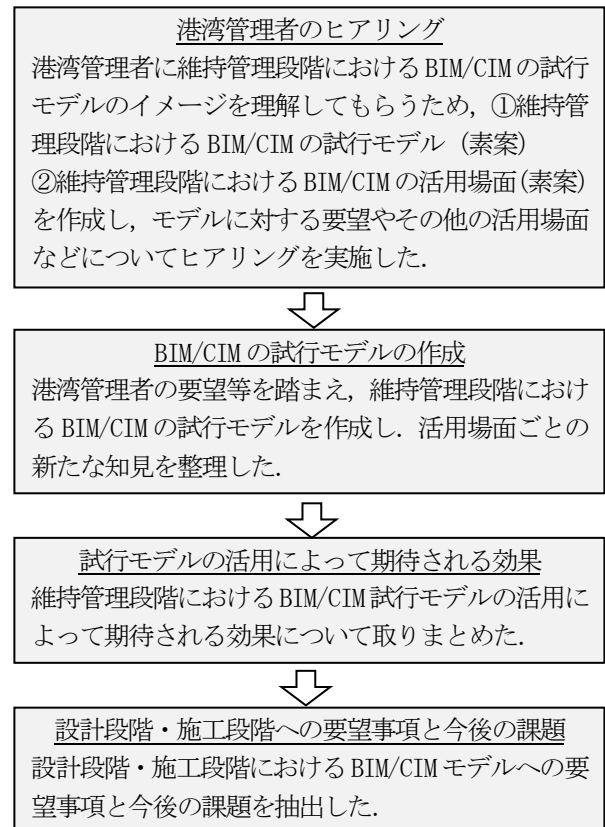 港湾管理者のヒアリング
港湾管理者に維持管理段階における BIM/CIM の試行
モデルのイメージを理解してもらうため，①維持管
理段階における BIM/CIM の試行モデル（素案）
②維持管理段階における BIM/CIM の活用場面(素案)
を作成し，モデルに対する要望やその他の活用場面
などについてヒアリングを実施した．
BIM/CIM の試行モデルの作成
港湾管理者の要望等を踏まえ，維持管理段階におけ
る BIM/CIM の試行モデルを作成し．活用場面ごとの
新たな知見を整理した．
試行モデルの活用によって期待される効果
維持管理段階における BIM/CIM 試行モデルの活用に
よって期待される効果について取りまとめた．
設計段階・施工段階への要望事項と今後の課題
設計段階・施工段階における BIM/CIM モデルへの要
望事項と今後の課題を抽出した．